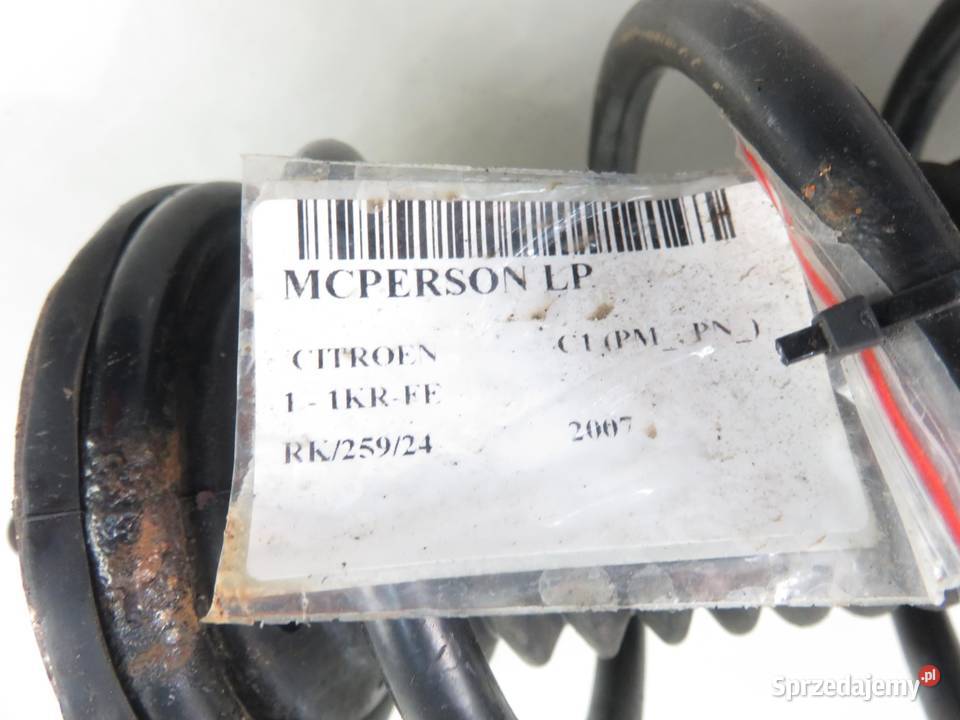 MCPERSON LP
CITROEN C1 (PM_, PN_)
1 - 1KR-FE
RK/259/24 2007
Sprzedajemy.pl